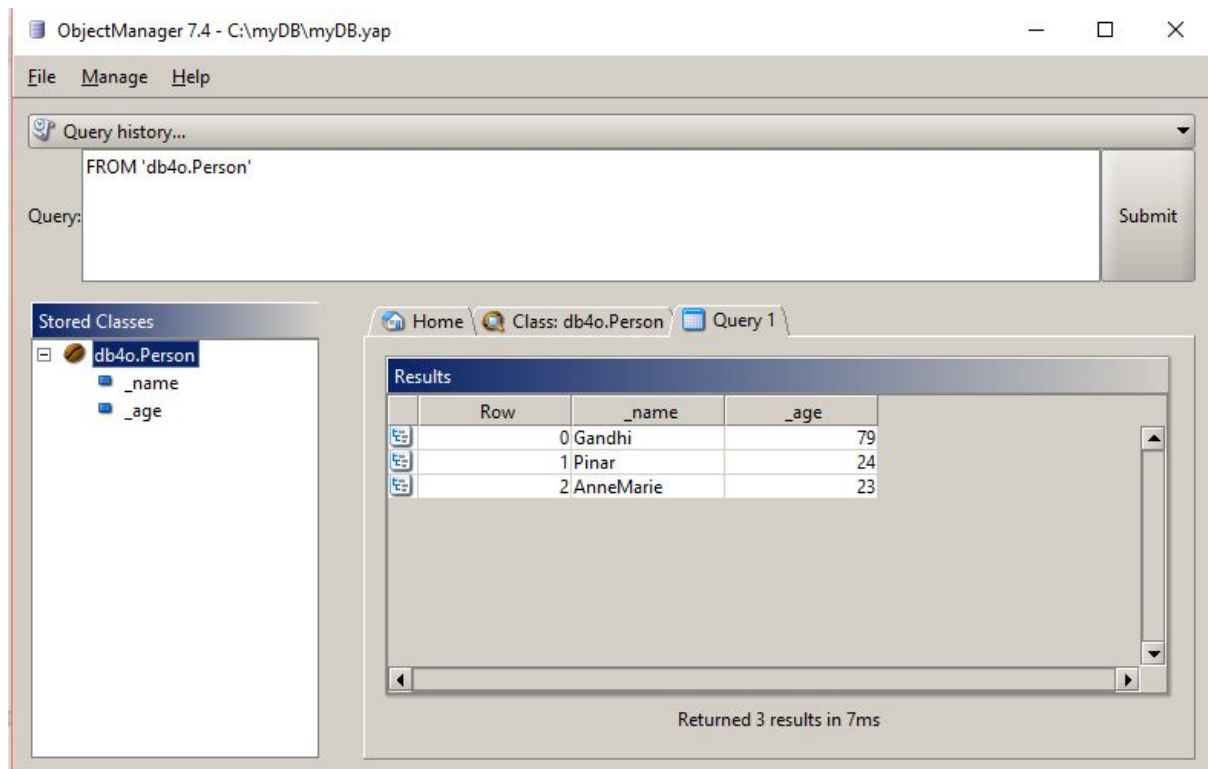 ObjectManager 7.4 - C:\myDB\myDB.yap
File Manage Help
Query history...
FROM 'db4o.Person'
Query:
Submit
Stored Classes
db4o.Person
_name
_age
Home Class: db4o.Person Query 1
Results
Row _name _age
0 Gandhi 79
1 Pinar 24
2 AnneMarie 23
Returned 3 results in 7ms